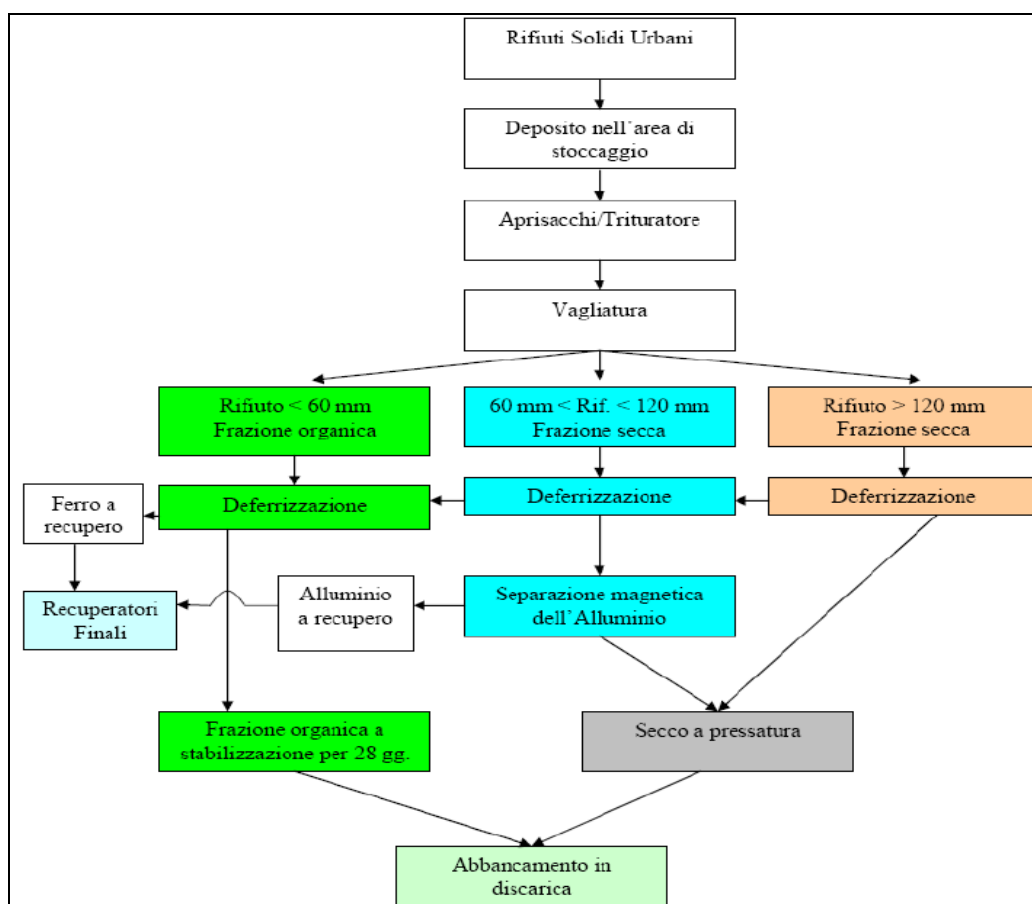 Rifiuti Solidi Urbani
Deposito nell'area di
stoccaggio
Aprisacchi/Trituratore
Vagliatura
Rifiuto < 60 mm
Frazione organica
60 mm < Rif. < 120 mm
Frazione secca
Rifiuto > 120 mm
Frazione secca
Ferro a
recupero
Deferrizzazione
Deferrizzazione
Deferrizzazione
Recuperatori
Finali
Alluminio
a recupero
Separazione magnetica
dell'Alluminio
Frazione organica a
stabilizzazione per 28 gg.
Secco a pressatura
Abbancamento in
discarica